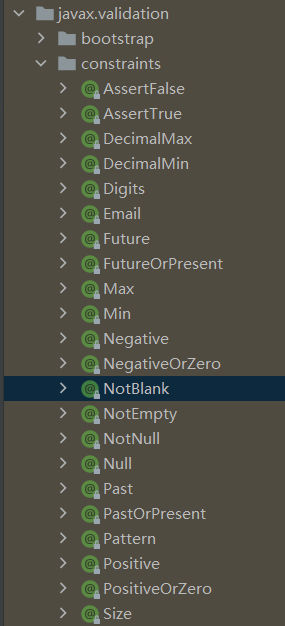 javax.validation
bootstrap
constraints
AssertFalse
AssertTrue
DecimalMax
DecimalMin
Digits
Email
Future
FutureOrPresent
Max
Min
Negative
NegativeOrZero
NotBlank
NotEmpty
NotNull
Null
Past
PastOrPresent
Pattern
Positive
PositiveOrZero
Size